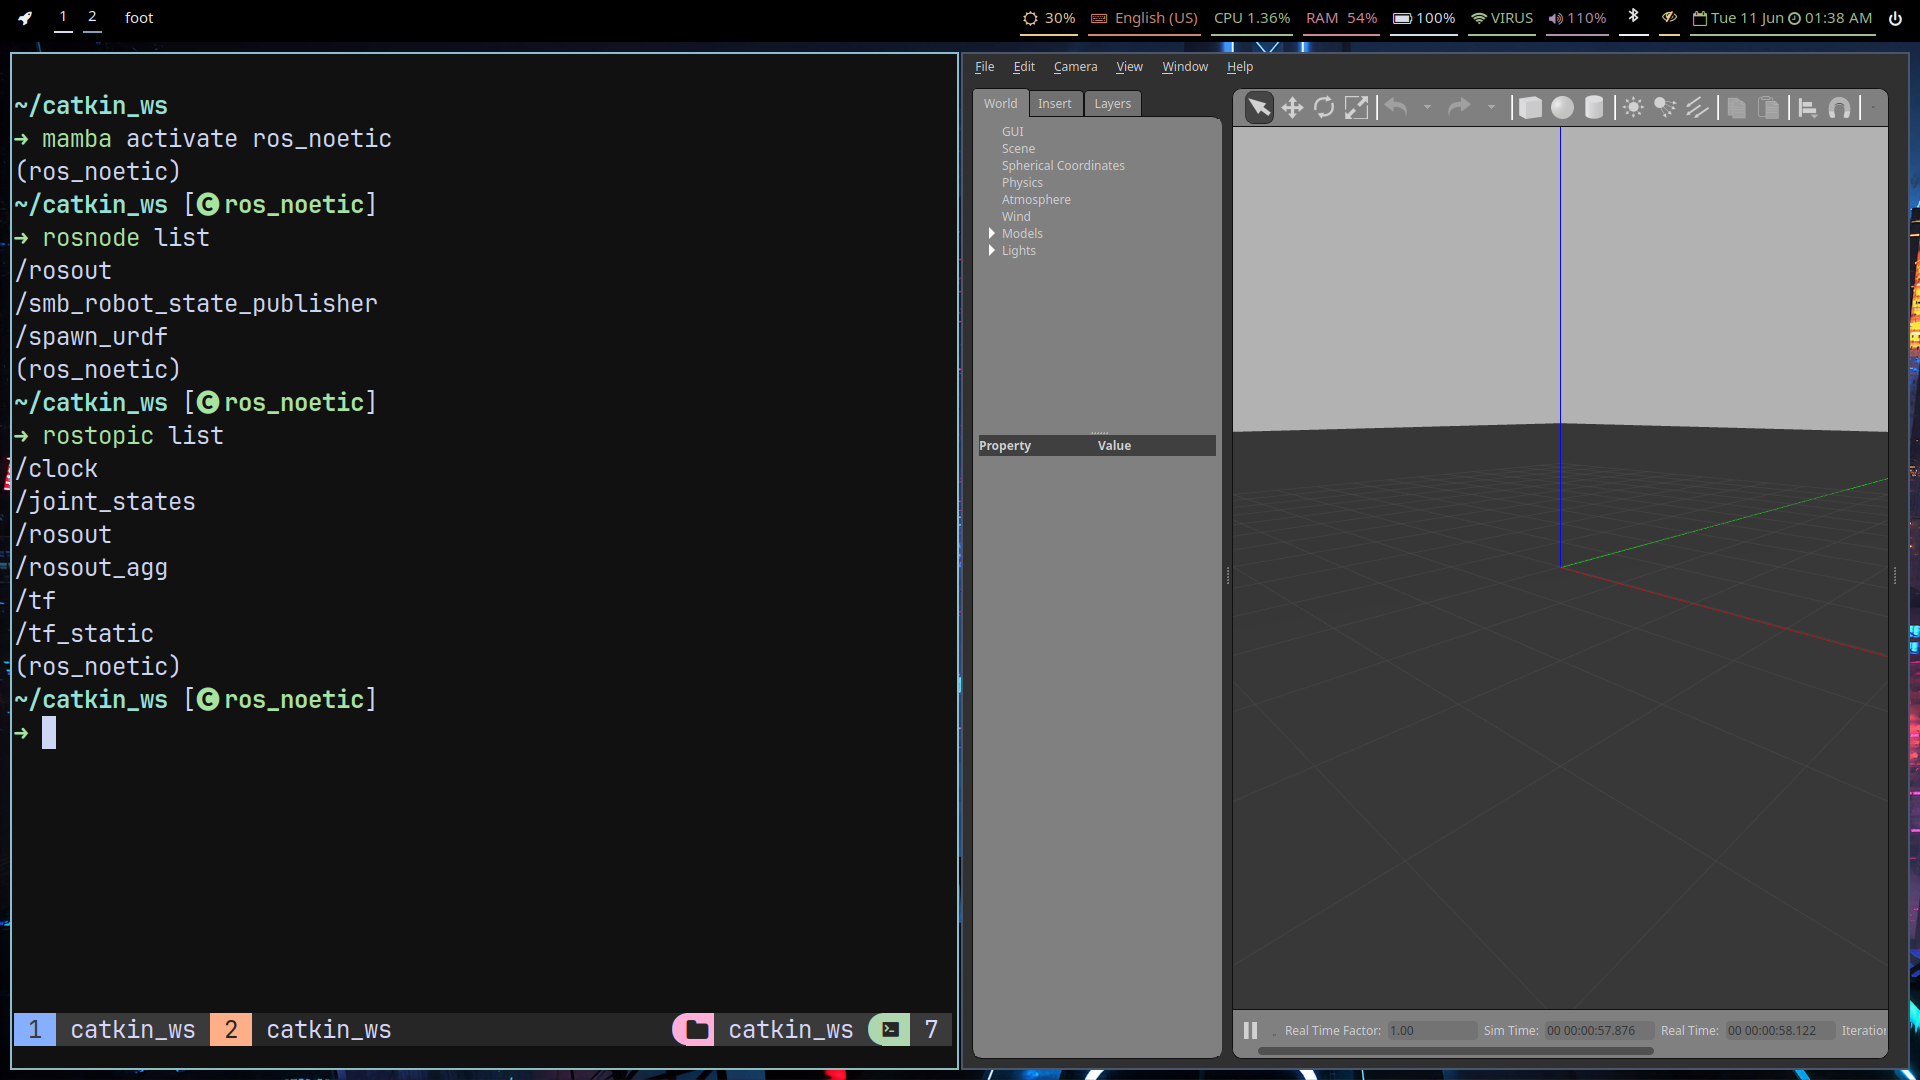 1 2 foot
30% English (US) CPU 1.36% RAM 54% 100% VIRUS 110% Tue 11 Jun 01:38 AM
~/catkin_ws
➜ mamba activate ros_noetic
(ros_noetic)
~/catkin_ws [C ros_noetic]
➜ rosnode list
/rosout
/smb_robot_state_publisher
/spawn_urdf
(ros_noetic)
~/catkin_ws [C ros_noetic]
➜ rostopic list
/clock
/joint_states
/rosout
/rosout_agg
/tf
/tf_static
(ros_noetic)
~/catkin_ws [C ros_noetic]
➜
1 catkin_ws 2 catkin_ws catkin_ws 7
File Edit Camera View Window Help
World Insert Layers
GUI
Scene
Spherical Coordinates
Physics
Atmosphere
Wind
Models
Lights
Property Value
Real Time Factor: 1.00 Sim Time: 00 00:00:57.876 Real Time: 00 00:00:58.122 Iteration